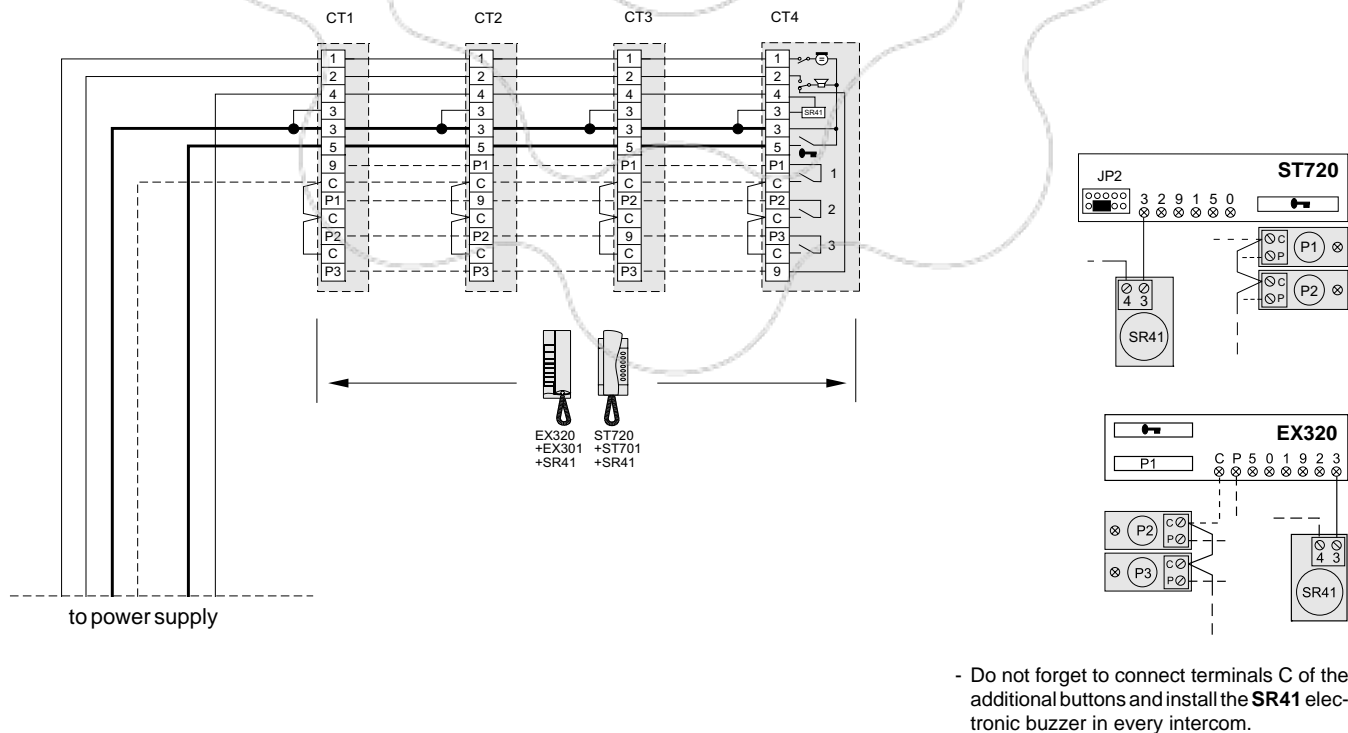 CT1 CT2 CT3 CT4
1 1 1 1
2 2 2 2
4 4 4 4
3 3 3 3 SR41
3 3 3 3
5 5 5 5
9 P1 P1 P1
C C C C 1
P1 9 P2 P2
C C C C 2
P2 P2 9 P3
C C C C 3
P3 P3 P3 9
EX320 ST720
+EX301 +ST701
+SR41 +SR41
to power supply
ST720
JP2
3 2 9 1 5 0
C
P
P1
C
P
P2
4 3
SR41
EX320
P1
C P 5 0 1 9 2 3
P2
C
P
P3
C
P
4 3
SR41
- Do not forget to connect terminals C of the
additional buttons and install the SR41 elec-
tronic buzzer in every intercom.